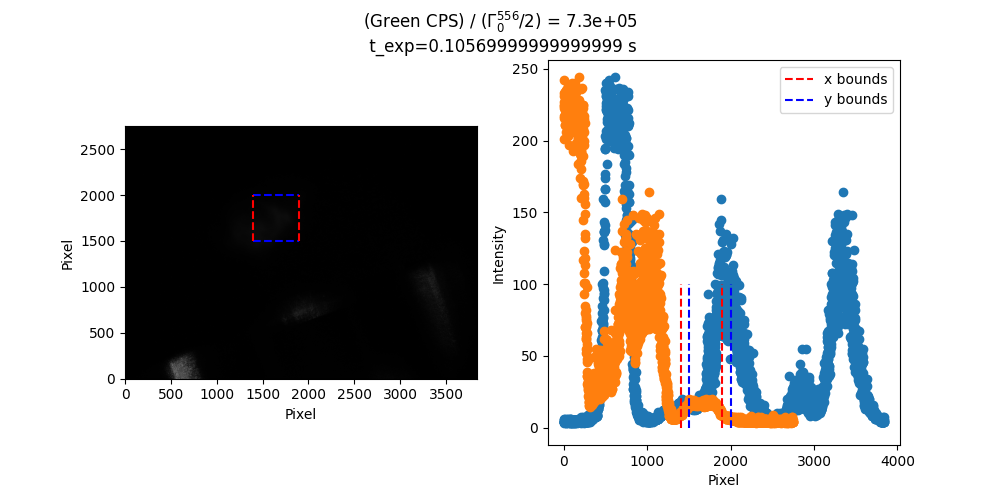 (Green CPS) / (Γ₀⁵⁵⁶/2) = 7.3e+05
t_exp=0.10569999999999999 s
2500
2000
1500
1000
500
0
Pixel
0 500 1000 1500 2000 2500 3000 3500
Pixel
250
200
150
100
50
0
Intensity
x bounds
y bounds
0 1000 2000 3000 4000
Pixel